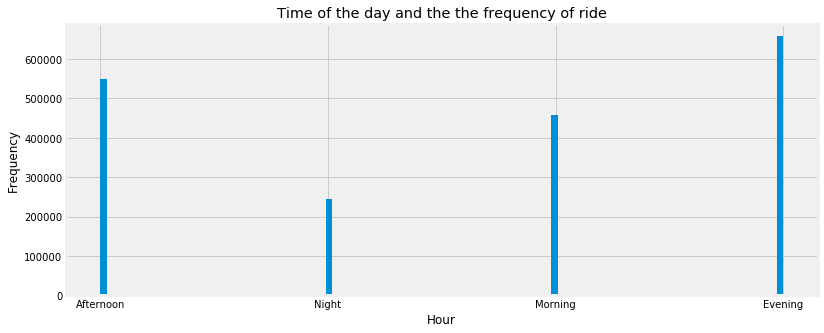 Time of the day and the the frequency of ride
Frequency
600000
500000
400000
300000
200000
100000
0
Afternoon Night Morning Evening
Hour